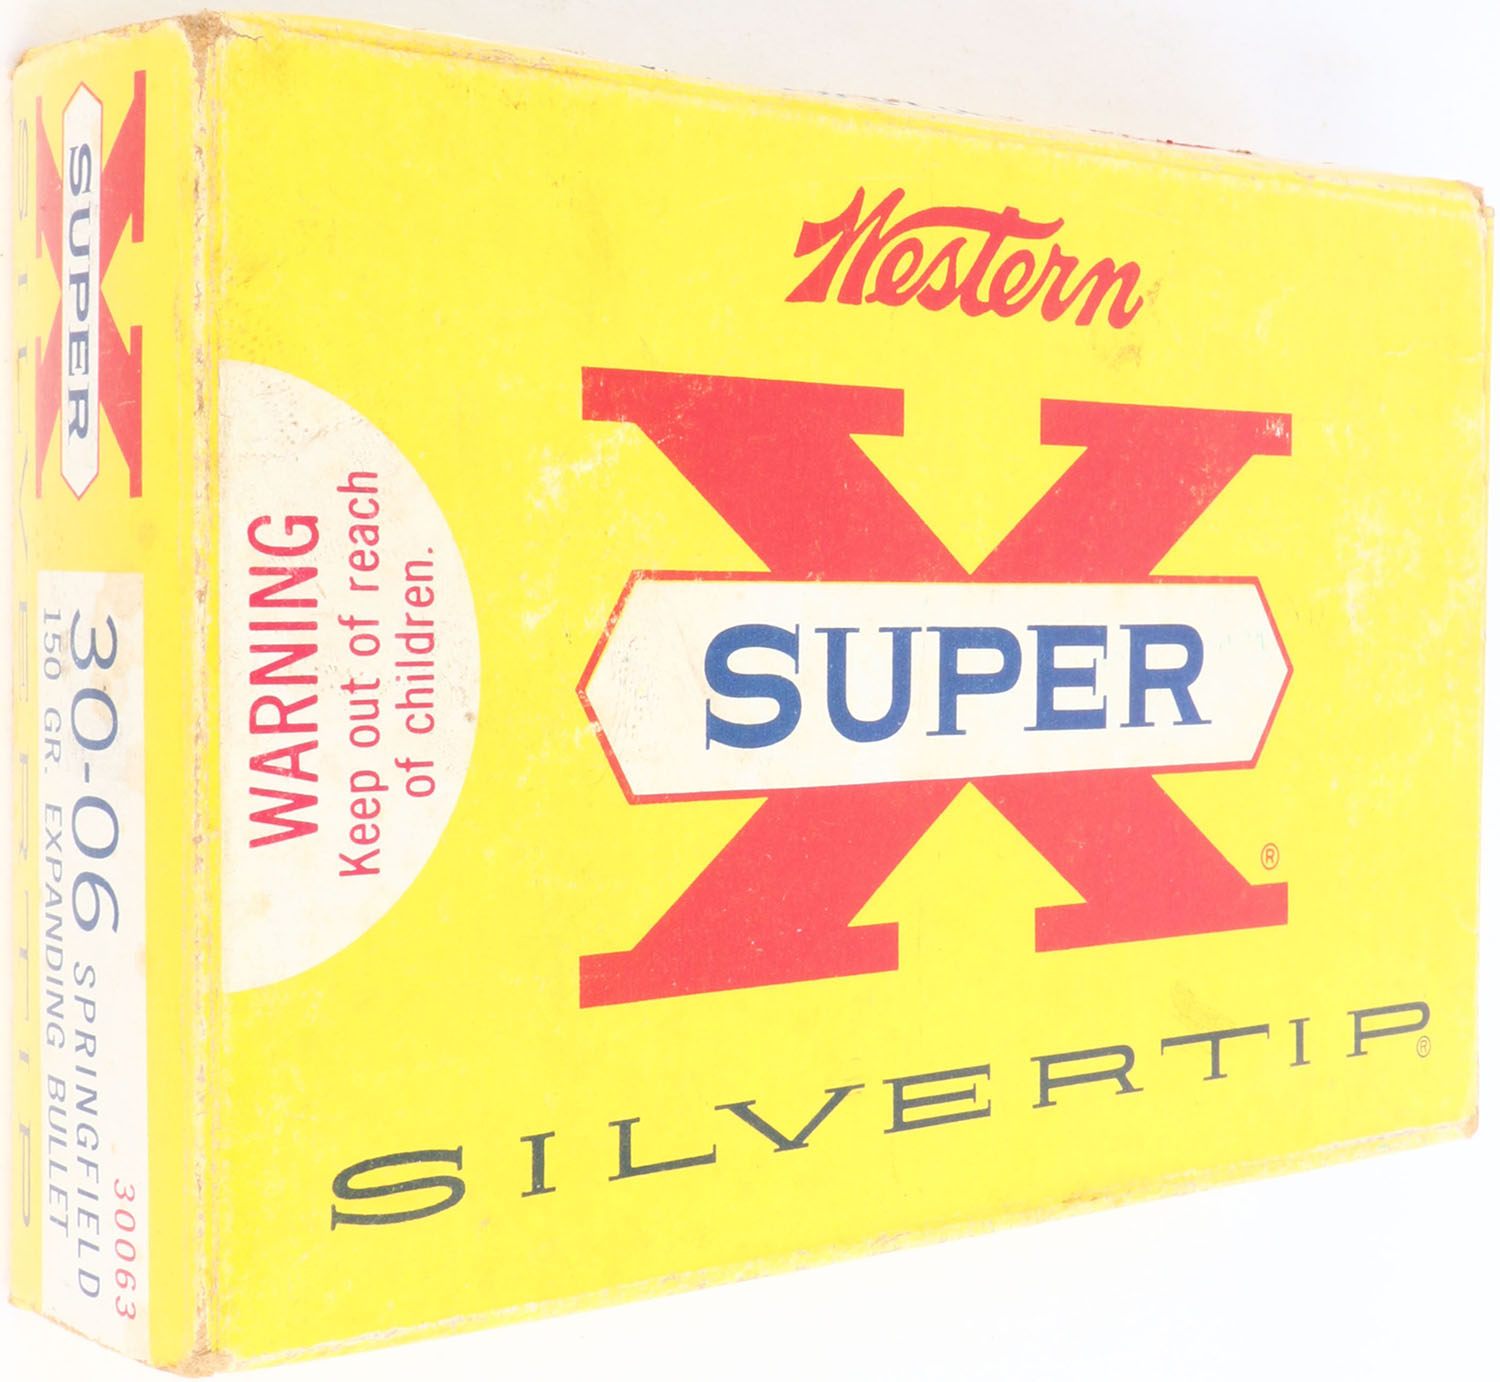 Western
X
SUPER
®
SILVERTIP®
WARNING
Keep out of reach
of children.
X
SUPER
SILVERTIP
30-06 SPRINGFIELD
150 GR. EXPANDING BULLET
30063